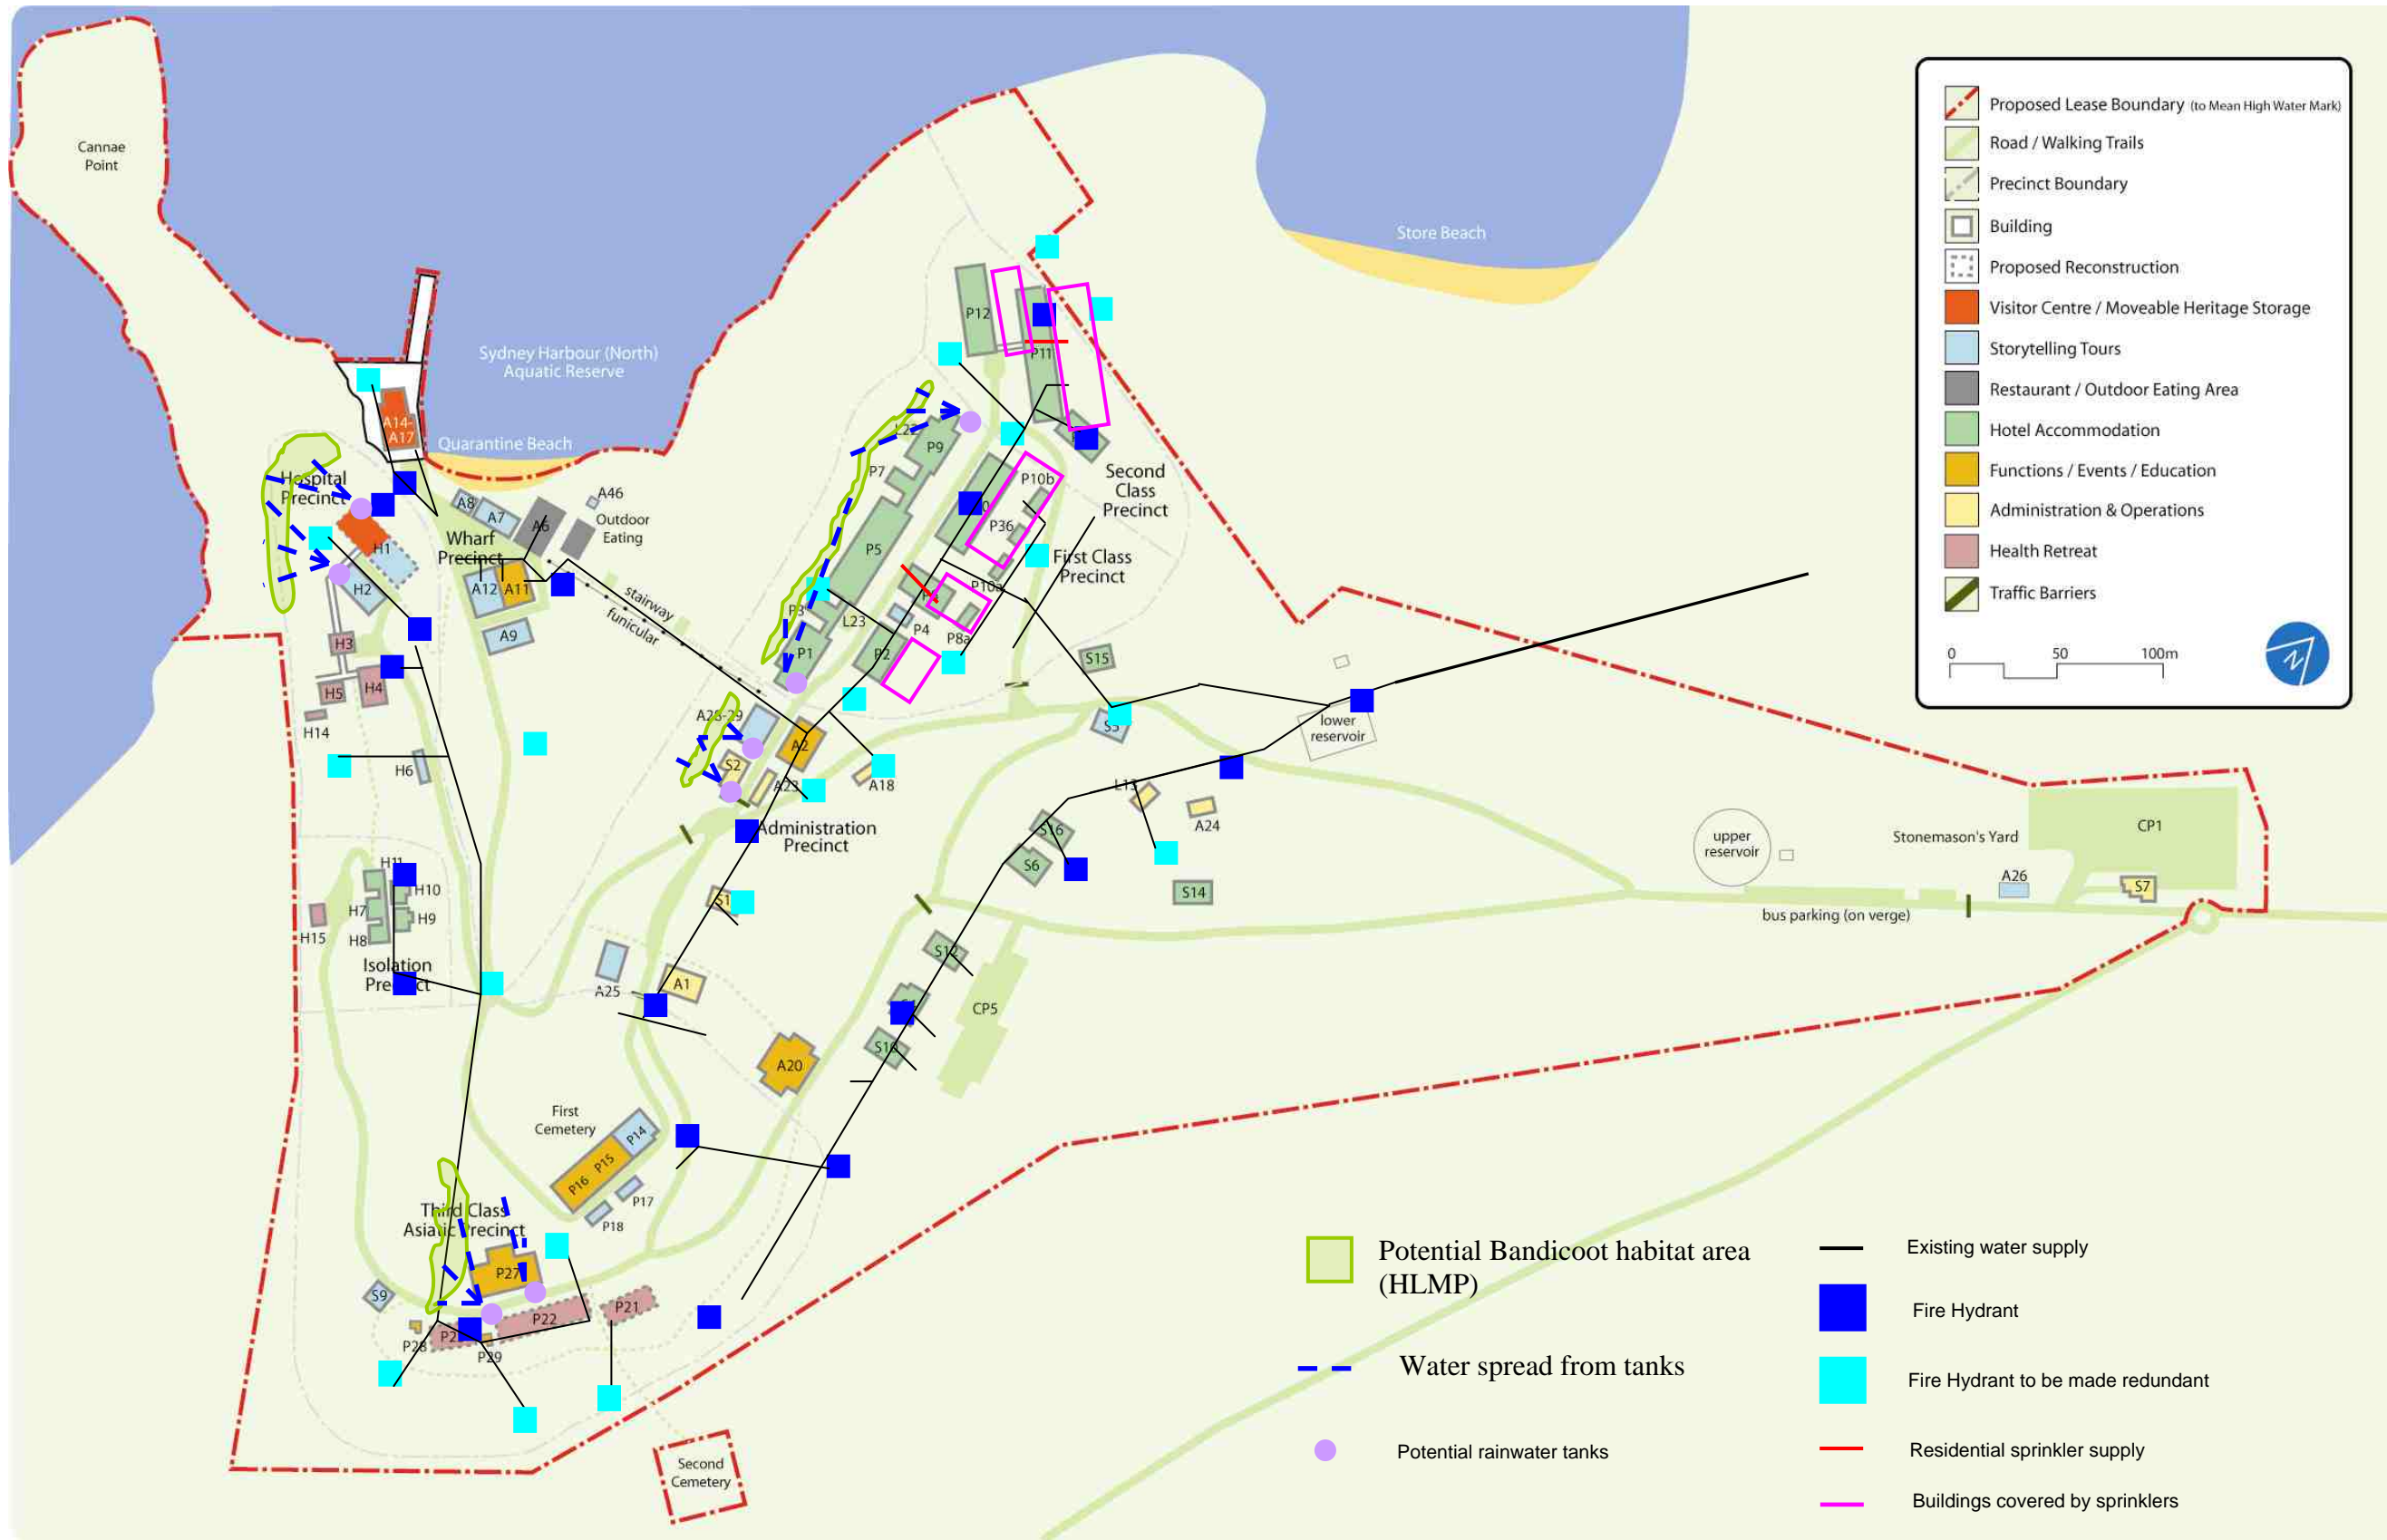 Cannae
Point
Sydney Harbour (North)
Aquatic Reserve
Store Beach
Quarantine Beach
A14-
A17
Hospital
Precinct
H1
H2
H3
H4
H5
H14
H6
Wharf
Precinct
A8
A7
A6
A46
Outdoor
Eating
A12
A11
A9
stairway
funicular
P12
P11
L22
P9
P7
P5
P3
L23
P1
P2
P4
P8a
P10a
P36
P10b
Second
Class
Precinct
First Class
Precinct
S15
A28-29
A2
S2
A23
A18
Administration
Precinct
S5
lower
reservoir
L13
A24
S16
S6
S14
upper
reservoir
Stonemason's Yard
CP1
A26
S7
bus parking (on verge)
H11
H10
H7
H9
H8
H15
Isolation
Precinct
S1
A25
A1
S12
CP5
A20
First
Cemetery
P14
P15
P16
P17
P18
Third Class
Asiatic Precinct
P27
S9
P28
P29
P22
P21
Second
Cemetery
Proposed Lease Boundary (to Mean High Water Mark)
Road / Walking Trails
Precinct Boundary
Building
Proposed Reconstruction
Visitor Centre / Moveable Heritage Storage
Storytelling Tours
Restaurant / Outdoor Eating Area
Hotel Accommodation
Functions / Events / Education
Administration & Operations
Health Retreat
Traffic Barriers
0 50 100m
N
Potential Bandicoot habitat area
(HLMP)
Water spread from tanks
Potential rainwater tanks
Existing water supply
Fire Hydrant
Fire Hydrant to be made redundant
Residential sprinkler supply
Buildings covered by sprinklers